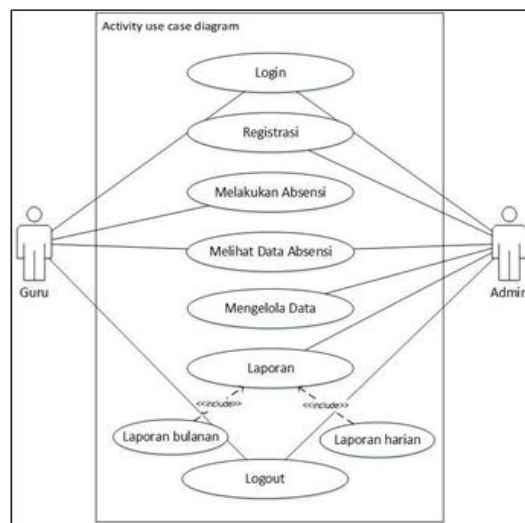 Activity use case diagram
Login
Registrasi
Melakukan Absensi
Melihat Data Absensi
Guru
Admin
Mengelola Data
Laporan
<<include>>
<<include>>
Laporan bulanan
Laporan harian
Logout